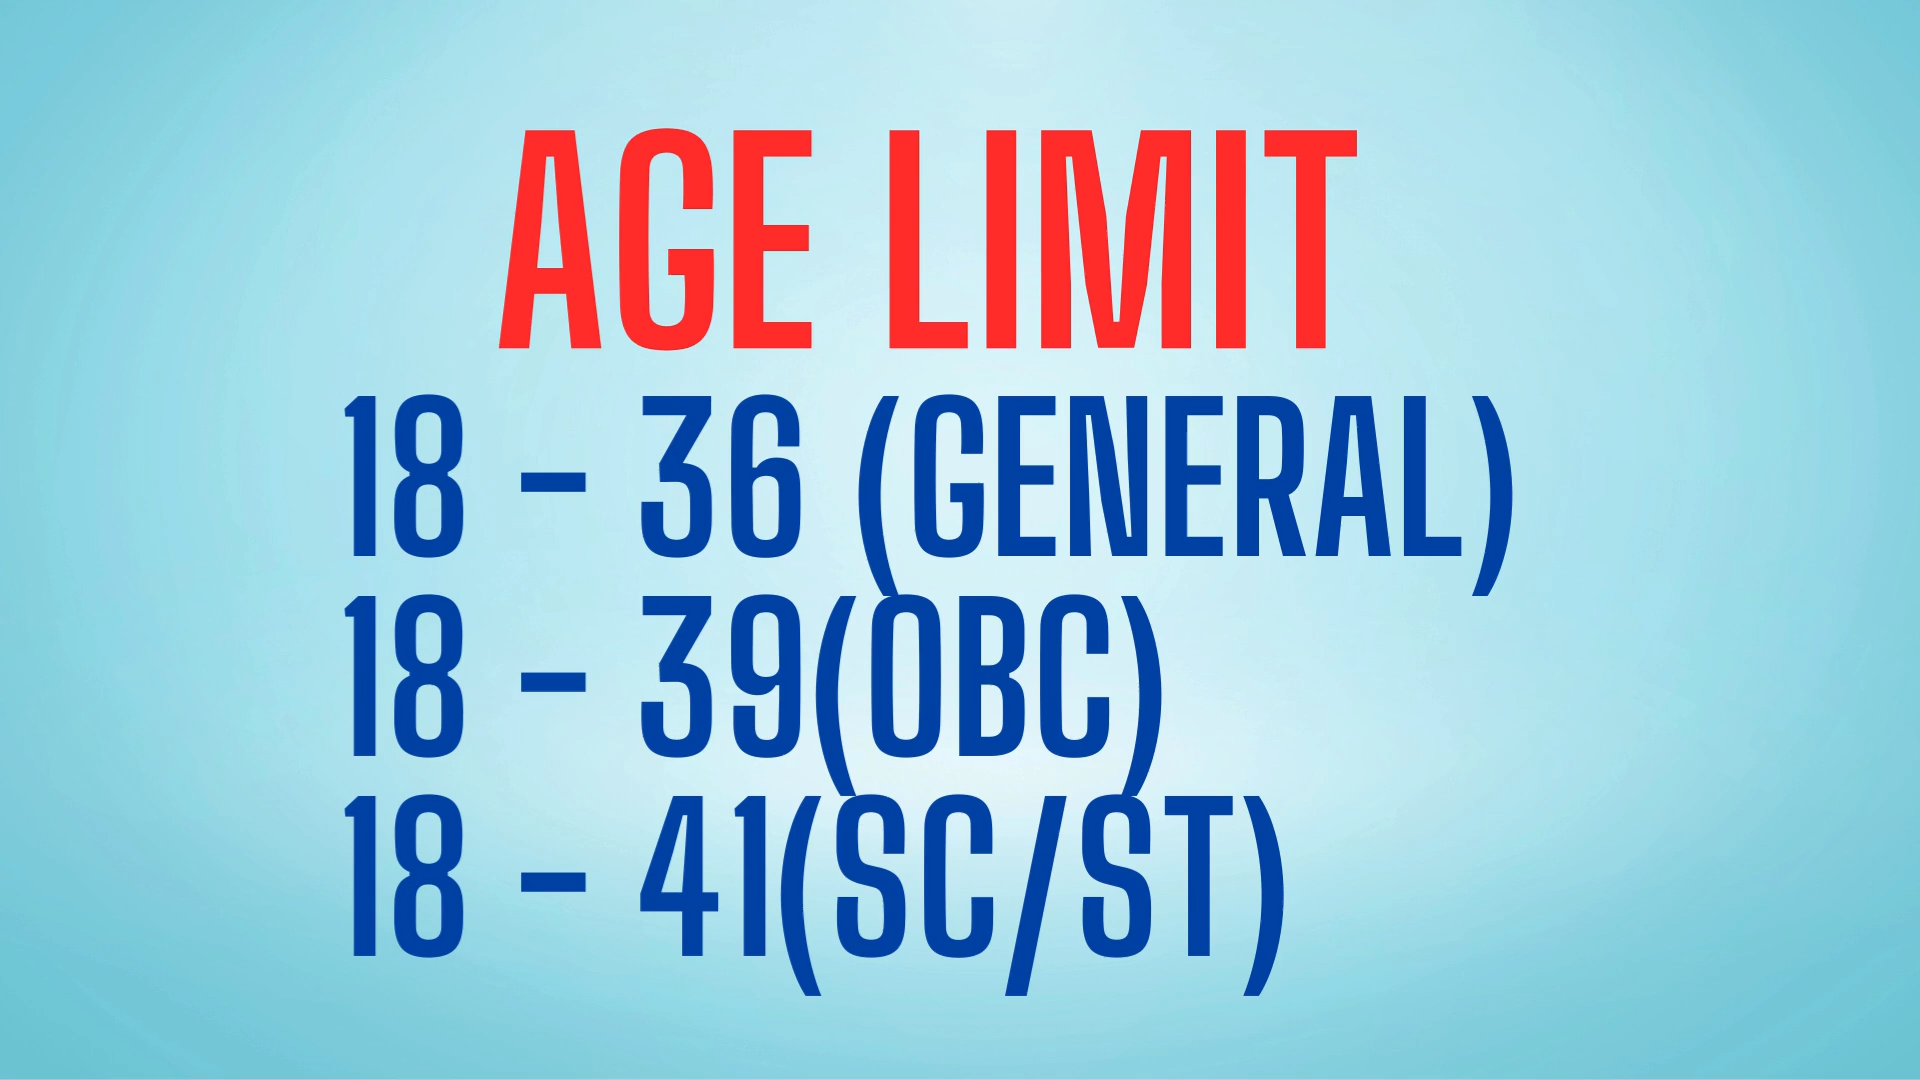 AGE LIMIT
18 - 36 (GENERAL)
18 - 39(OBC)
18 - 41(SC/ST)